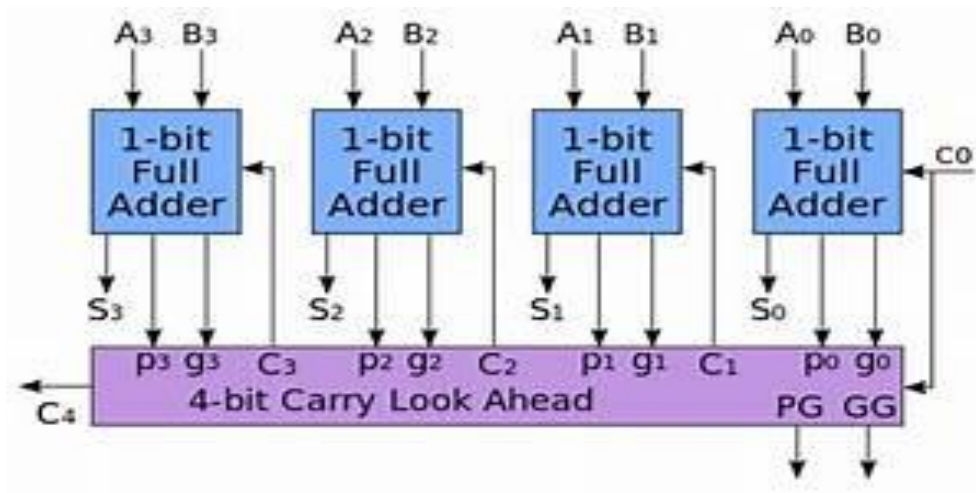 A3 B3 A2 B2 A1 B1 A0 B0
1-bit Full Adder 1-bit Full Adder 1-bit Full Adder 1-bit Full Adder
C0
S3 S2 S1 S0
p3 g3 C3 p2 g2 C2 p1 g1 C1 p0 g0
4-bit Carry Look Ahead PG GG
C4